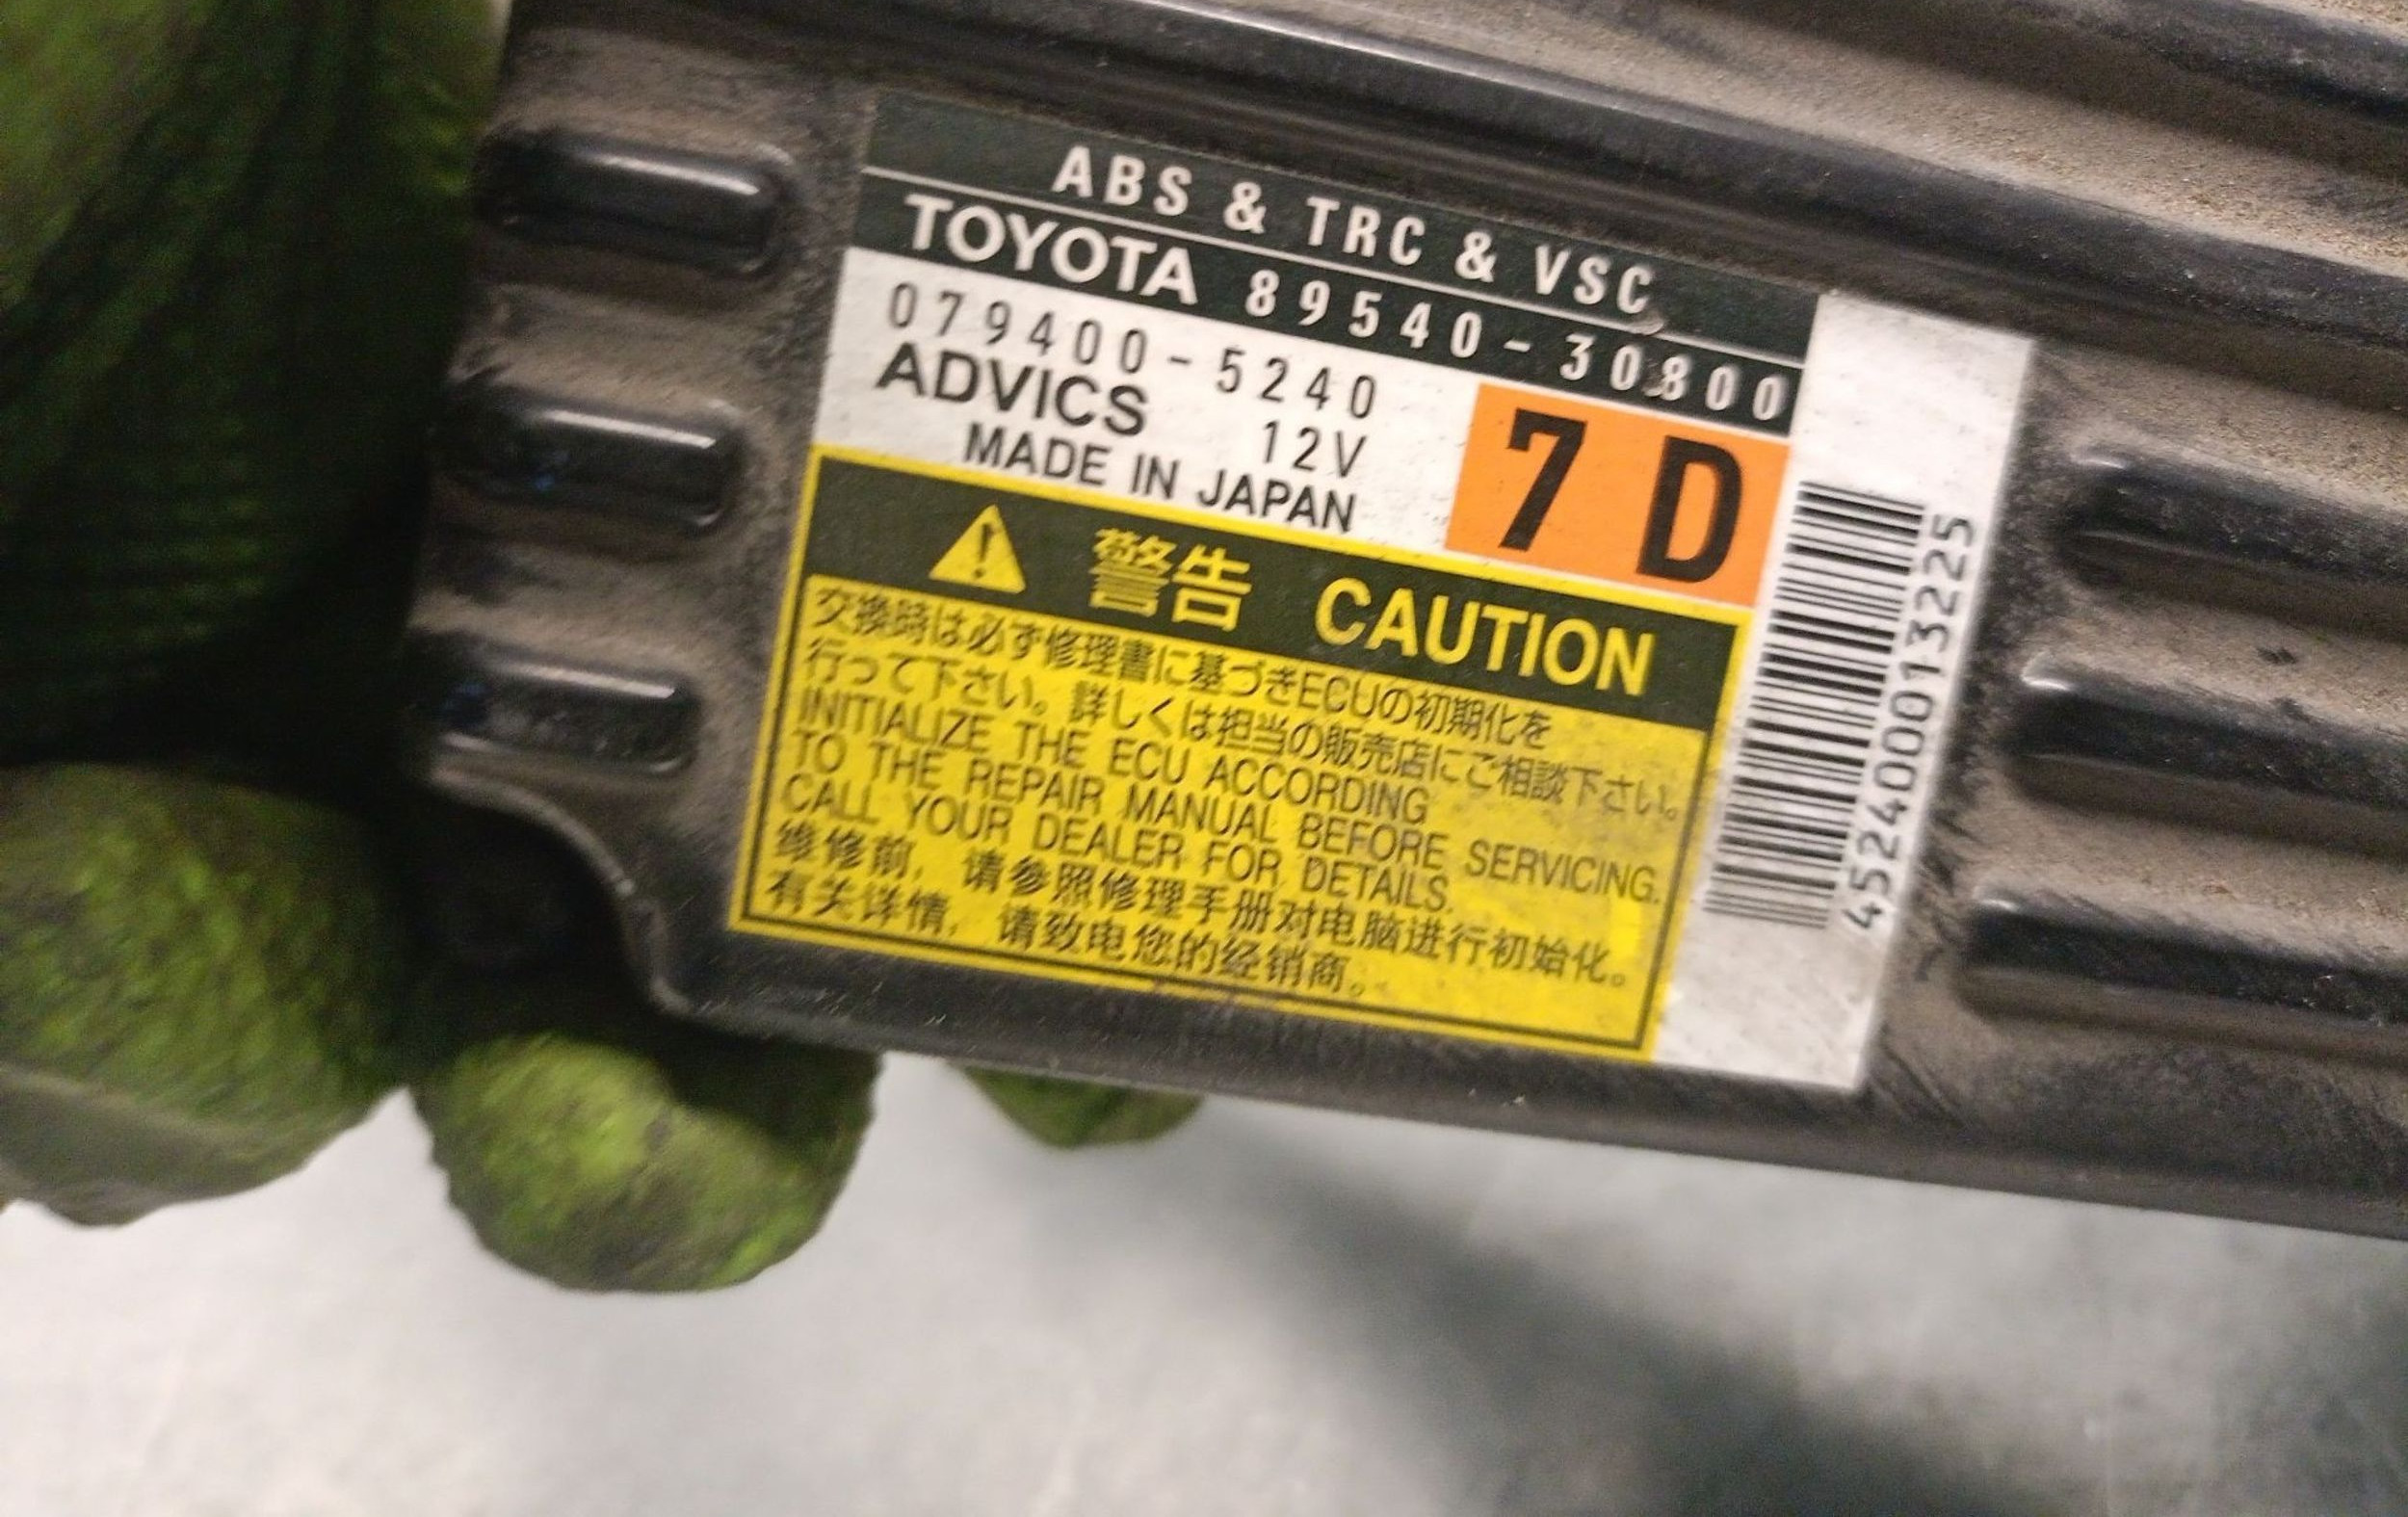 ABS & TRC & VSC
TOYOTA 89540-30800
079400-5240
ADVICS 12V
MADE IN JAPAN
7D
警告 CAUTION
交換時は必ず修理書に基づきECUの初期化を
行って下さい。詳しくは担当の販売店にご相談下さい。
INITIALIZE THE ECU ACCORDING
TO THE REPAIR MANUAL BEFORE SERVICING.
CALL YOUR DEALER FOR DETAILS.
维修前，请参照修理手册对电脑进行初始化。
有关详情，请致电您的经销商。
4524000013225